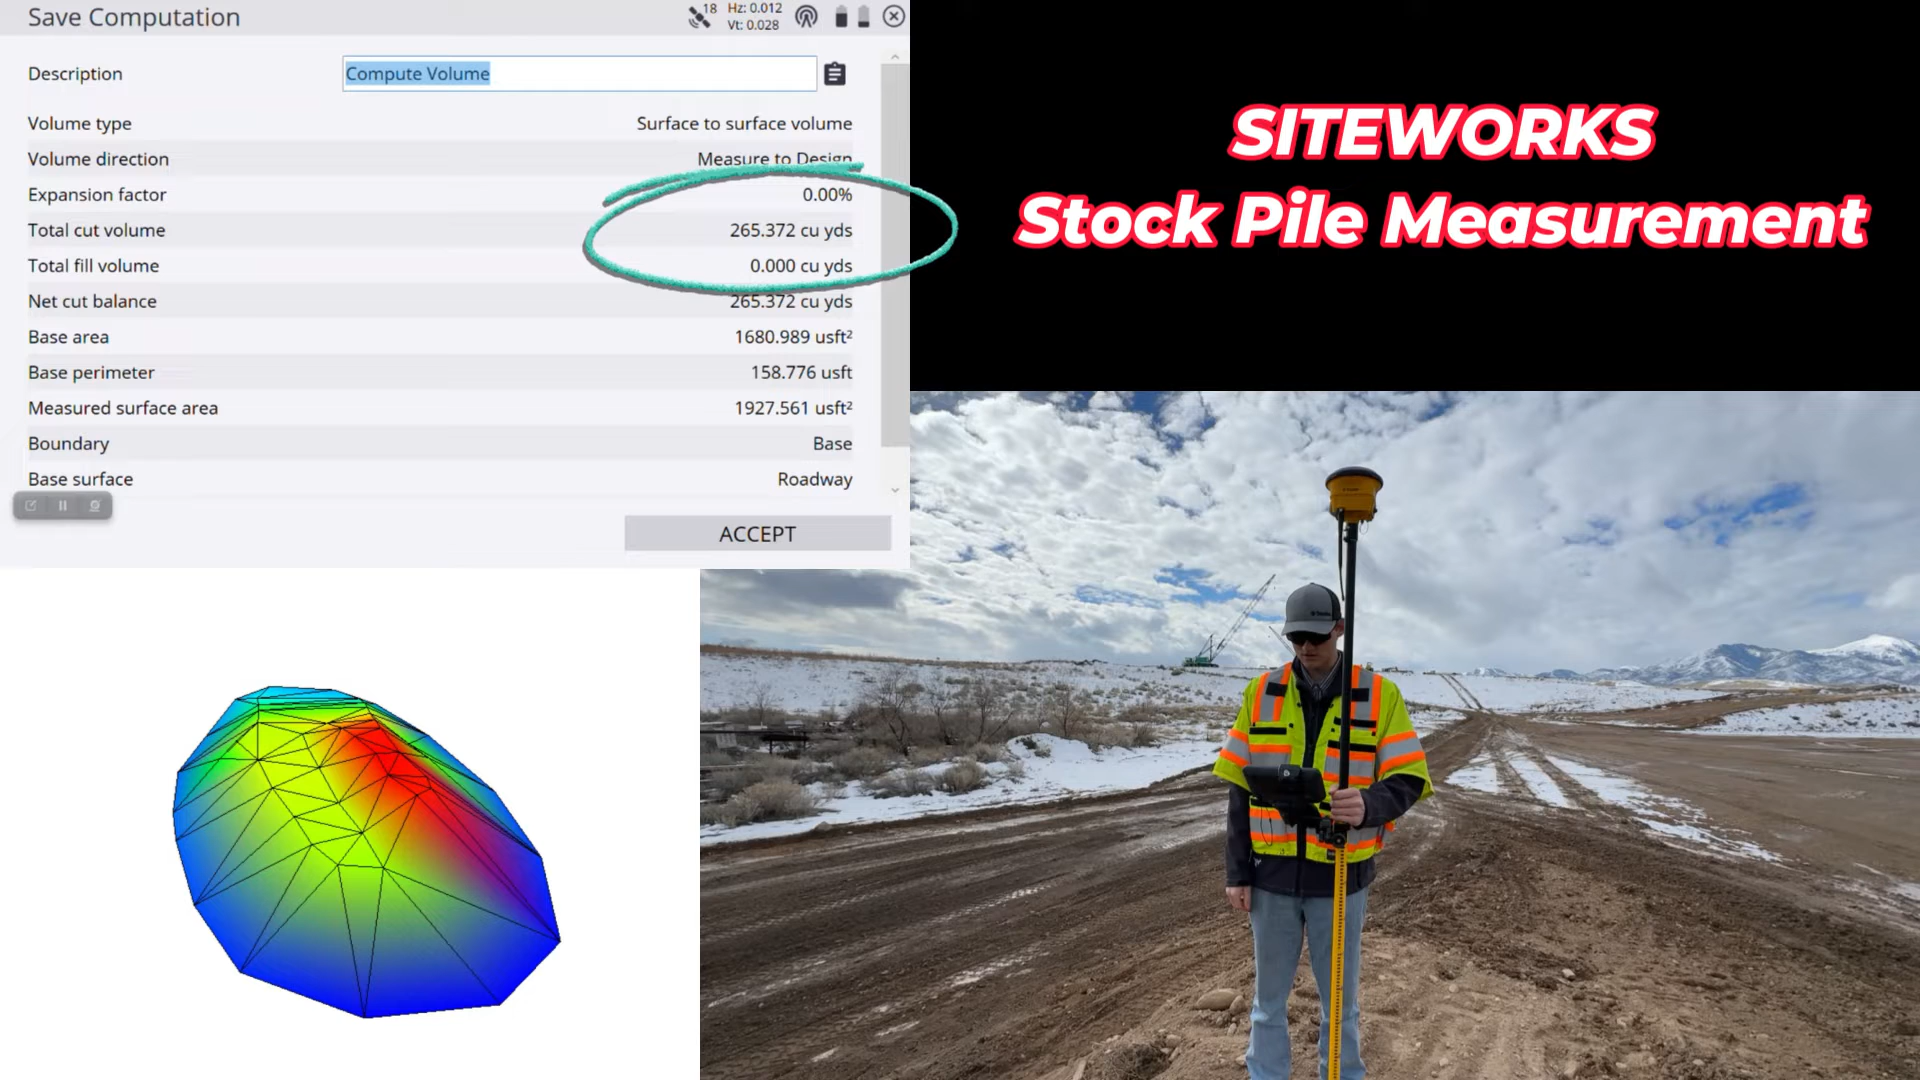 Save Computation
18
Hz: 0.012
Vt: 0.028
Description
Compute Volume
Volume type
Surface to surface volume
Volume direction
Measure to Design
Expansion factor
0.00%
Total cut volume
265.372 cu yds
Total fill volume
0.000 cu yds
Net cut balance
265.372 cu yds
Base area
1680.989 usft²
Base perimeter
158.776 usft
Measured surface area
1927.561 usft²
Boundary
Base
Base surface
Roadway
ACCEPT
SITEWORKS
Stock Pile Measurement